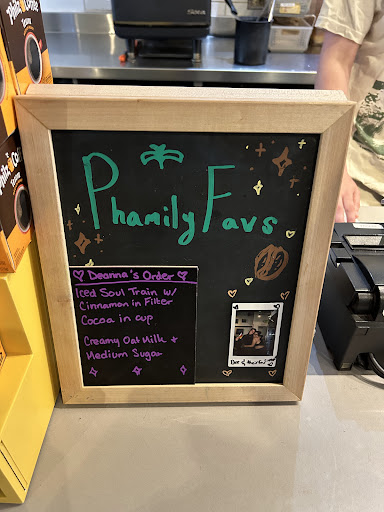 Phamily Favs
♡ Deanna's Order ♡
Iced Soul Train w/
Cinnamon in Filter
Cocoa in cup
Creamy Oat Milk +
Medium Sugar